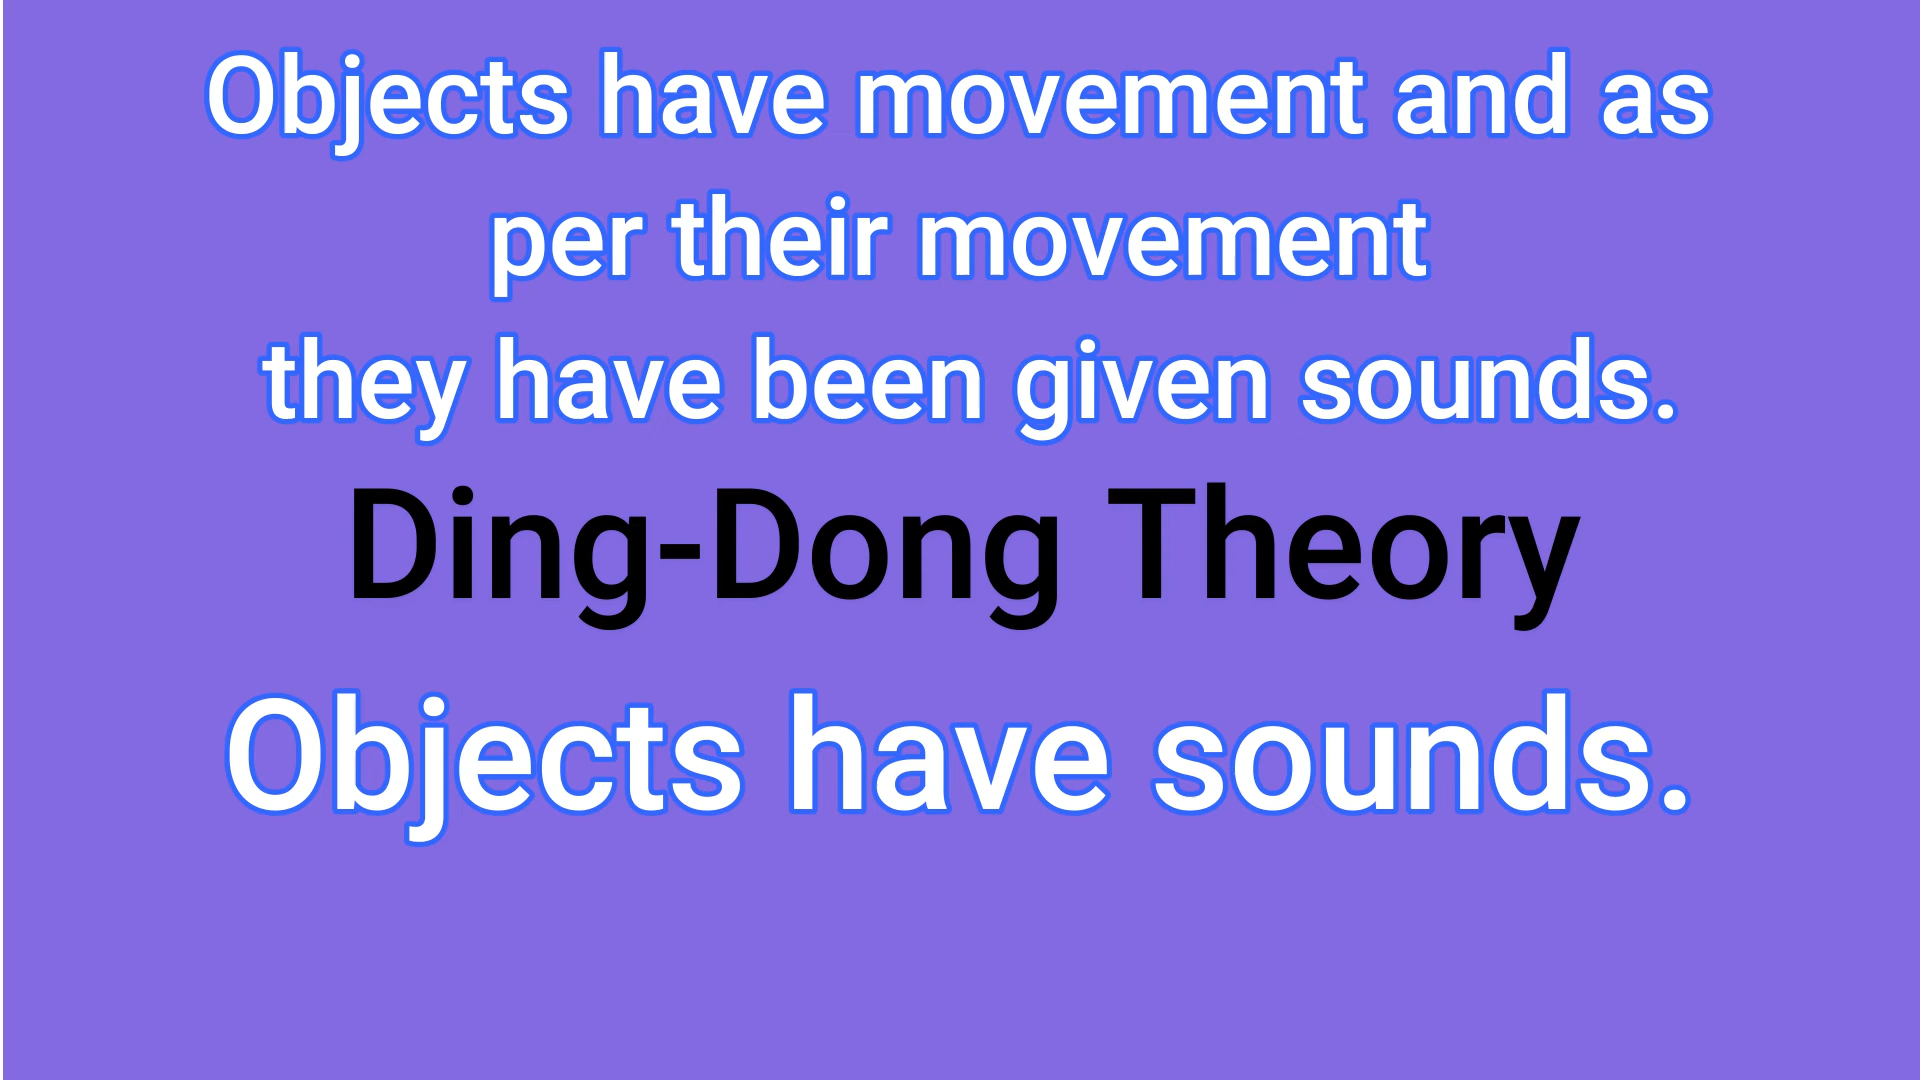 Objects have movement and as
per their movement
they have been given sounds.
Ding-Dong Theory
Objects have sounds.